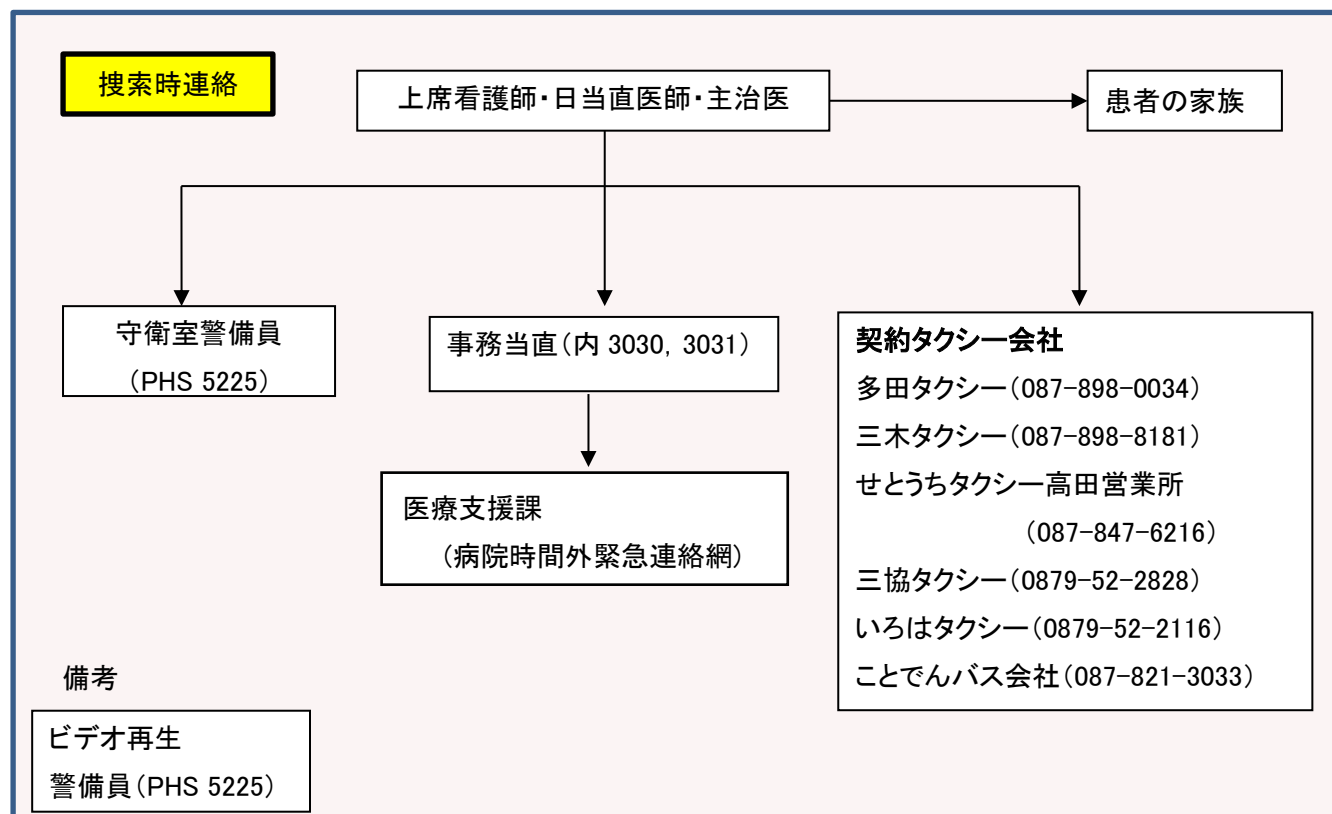 捜索時連絡
上席看護師・日当直医師・主治医
患者の家族
守衛室警備員
（PHS 5225）
事務当直（内 3030, 3031）
医療支援課
（病院時間外緊急連絡網）
契約タクシー会社
多田タクシー（087-898-0034）
三木タクシー（087-898-8181）
せとうちタクシー高田営業所
（087-847-6216）
三協タクシー（0879-52-2828）
いろはタクシー（0879-52-2116）
ことでんバス会社（087-821-3033）
備考
ビデオ再生
警備員（PHS 5225）